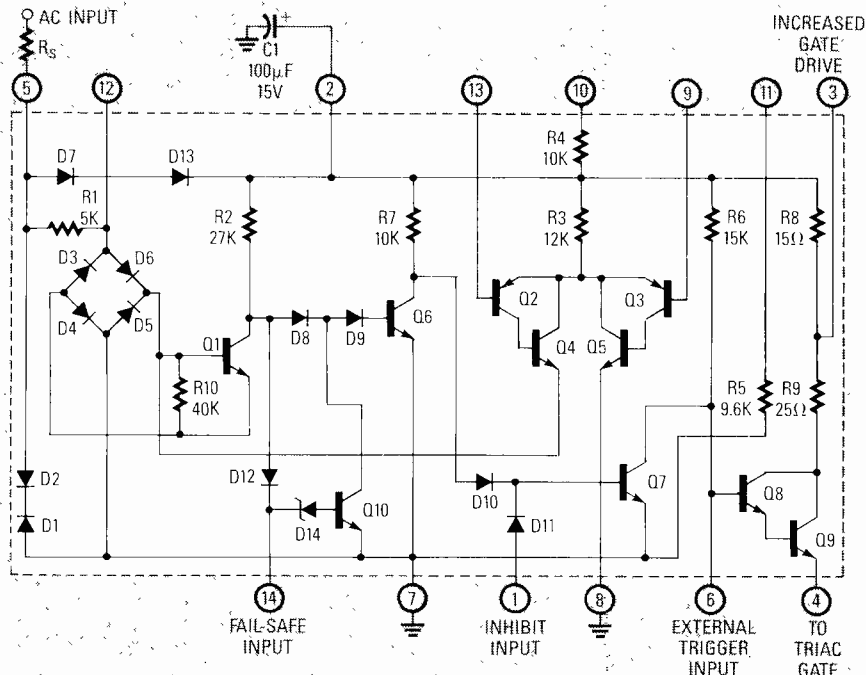 AC INPUT
RS
C1
100µF
15V
+
INCREASED
GATE
DRIVE
5
12
2
13
10
9
11
3
R4
10K
D7
D13
R1
5K
R2
27K
R7
10K
R3
12K
R6
15K
R8
15Ω
D3
D6
D4
D5
Q1
D8
D9
Q6
Q2
Q3
Q4
Q5
R10
40K
R5
9.6K
R9
25Ω
D2
D1
D12
D14
Q10
D10
D11
Q7
Q8
Q9
14
7
1
8
6
4
FAIL-SAFE
INPUT
INHIBIT
INPUT
EXTERNAL
TRIGGER
INPUT
TO
TRIAC
GATE